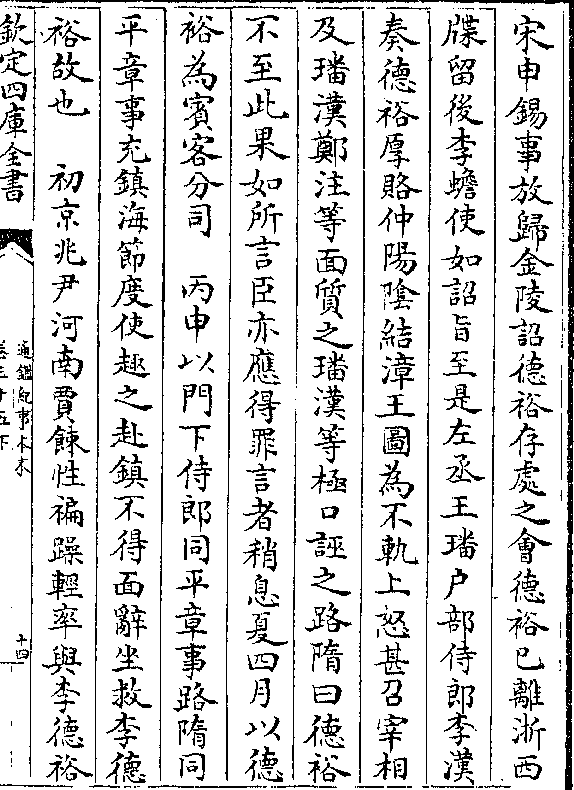 宋申錫事放歸金陵詔德裕存處之會德裕已離浙西
牒留後李蟾使如詔旨至是左丞王璠户部侍郎李漢
奏德裕厚賂仲陽陰結漳王圖為不軌上怒甚召宰相
及璠漢鄭注等面質之璠漢等極口誣之路隋曰德裕
不至此果如所言臣亦應得罪言者稍息夏四月以德
裕為賓客分司　丙申以門下侍郎同平章事路隋同
平章事充鎮海節度使趣之赴鎮不得面辭坐救李德
裕故也　初京兆尹河南賈餗性褊躁輕率與李德裕
欽定四庫全書
通鑑紀事本末
卷三十五下
十四